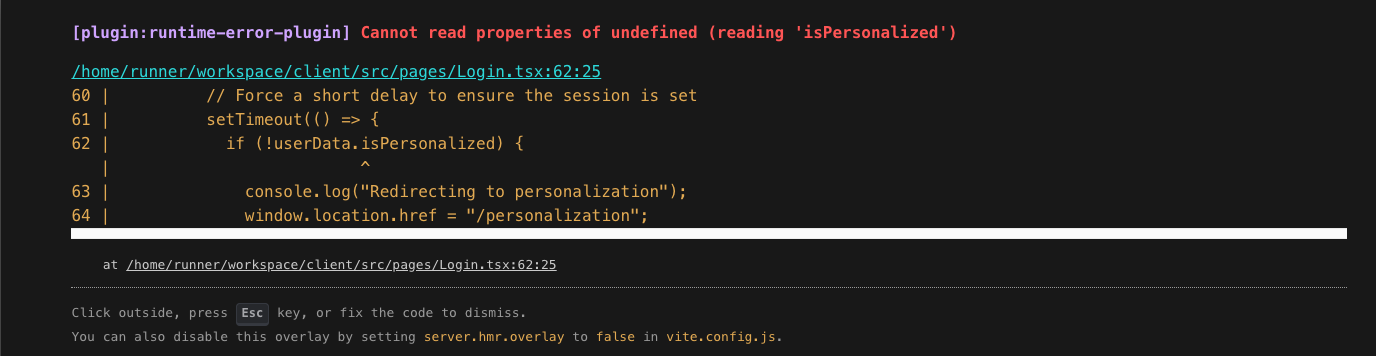 [plugin:runtime-error-plugin] Cannot read properties of undefined (reading 'isPersonalized')
/home/runner/workspace/client/src/pages/Login.tsx:62:25
60 |          // Force a short delay to ensure the session is set
61 |          setTimeout(() => {
62 |            if (!userData.isPersonalized) {
   |                          ^
63 |              console.log("Redirecting to personalization");
64 |              window.location.href = "/personalization";
at /home/runner/workspace/client/src/pages/Login.tsx:62:25
Click outside, press Esc key, or fix the code to dismiss.
You can also disable this overlay by setting server.hmr.overlay to false in vite.config.js.